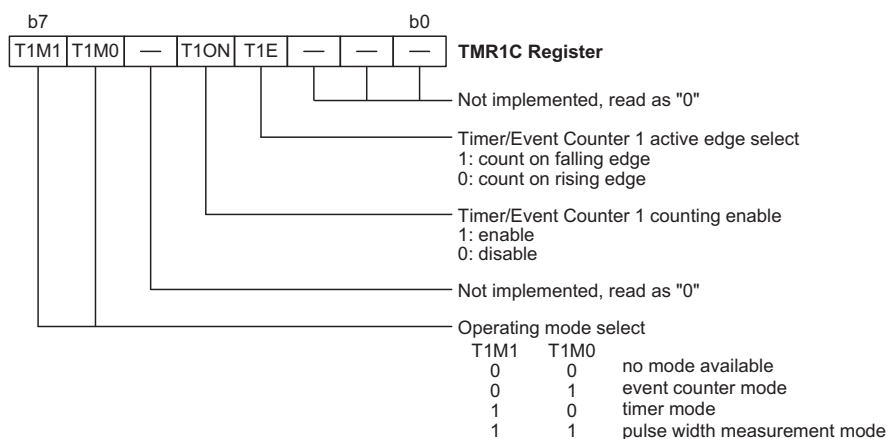 b7 b0
T1M1 T1M0 — T1ON T1E — — — TMR1C Register
Not implemented, read as "0"
Timer/Event Counter 1 active edge select
1: count on falling edge
0: count on rising edge
Timer/Event Counter 1 counting enable
1: enable
0: disable
Not implemented, read as "0"
Operating mode select
T1M1 T1M0
0 0 no mode available
0 1 event counter mode
1 0 timer mode
1 1 pulse width measurement mode